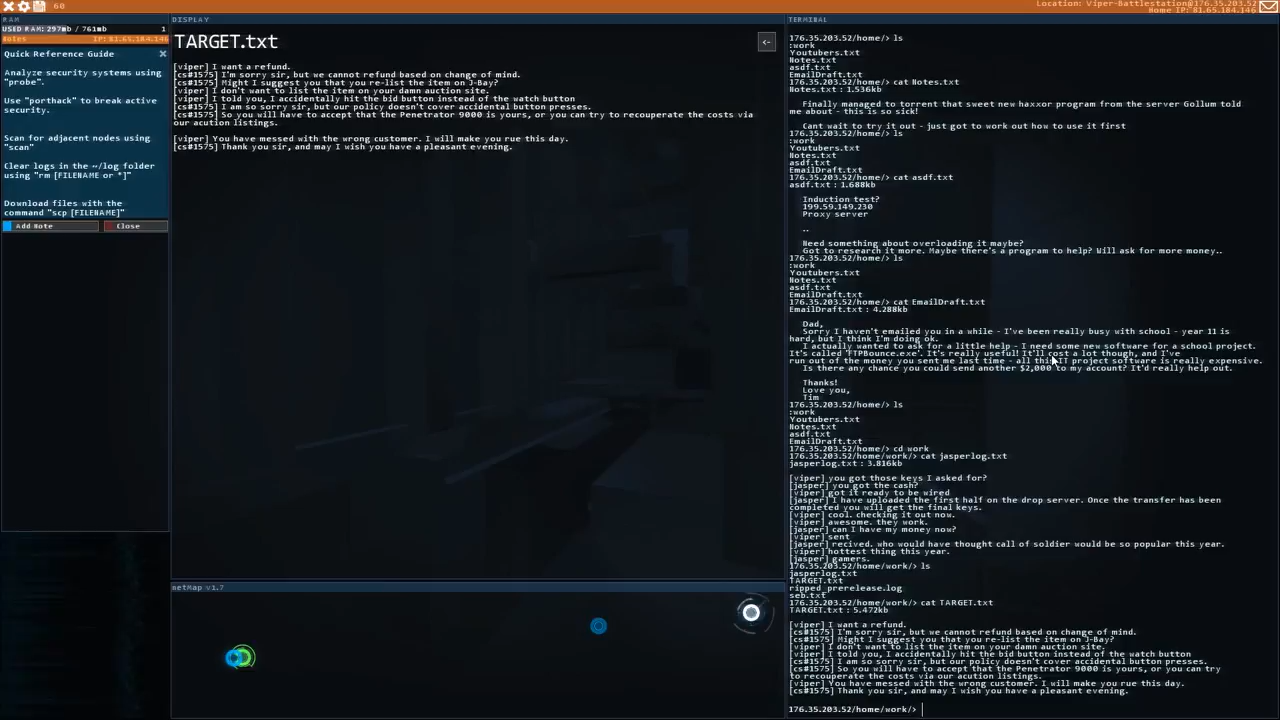 60
Location: Viper-Battlestation@176.35.203.52
Home IP: 81.65.184.146
RAM
USED RAM: 297mb / 761mb 1
Notes IP: 81.65.184.146
Quick Reference Guide
Analyze security systems using
"probe".
Use "porthack" to break active
security.
Scan for adjacent nodes using
"scan"
Clear logs in the ~/log folder
using "rm [FILENAME or *]"
Download files with the
command "scp [FILENAME]"
Add Note
Close
DISPLAY
TARGET.txt
<-
[viper] I want a refund.
[cs#1575] I'm sorry sir, but we cannot refund based on change of mind.
[cs#1575] Might I suggest you that you re-list the item on J-Bay?
[viper] I don't want to list the item on your damn auction site.
[viper] I told you, I accidentally hit the bid button instead of the watch button
[cs#1575] I am so sorry sir, but our policy doesn't cover accidental button presses.
[cs#1575] So you will have to accept that the Penetrator 9000 is yours, or you can try to recouperate the costs via
our acution listings.
[viper] You have messed with the wrong customer. I will make you rue this day.
[cs#1575] Thank you sir, and may I wish you have a pleasant evening.
netMap v1.7
TERMINAL
176.35.203.52/home/> ls
:work
Youtubers.txt
Notes.txt
asdf.txt
EmailDraft.txt
176.35.203.52/home/> cat Notes.txt
Notes.txt : 1.536kb
Finally managed to torrent that sweet new haxxor program from the server Gollum told
me about - this is so sick!
Cant wait to try it out - just got to work out how to use it first
176.35.203.52/home/> ls
:work
Youtubers.txt
Notes.txt
asdf.txt
EmailDraft.txt
176.35.203.52/home/> cat asdf.txt
asdf.txt : 1.688kb
Induction test?
199.59.149.230
Proxy server
..
Need something about overloading it maybe?
Got to research it more. Maybe there's a program to help? Will ask for more money..
176.35.203.52/home/> ls
:work
Youtubers.txt
Notes.txt
asdf.txt
EmailDraft.txt
176.35.203.52/home/> cat EmailDraft.txt
EmailDraft.txt : 4.288kb
Dad,
Sorry I haven't emailed you in a while - I've been really busy with school - year 11 is
hard, but I think I'm doing ok.
I actually wanted to ask for a little help - I need some new software for a school project.
It's called 'FTPBounce.exe'. It's really useful! It'll cost a lot though, and I've
run out of the money you sent me last time - all this IT project software is really expensive.
Is there any chance you could send another $2,000 to my account? It'd really help out.
Thanks!
Love you,
Tim
176.35.203.52/home/> ls
:work
Youtubers.txt
Notes.txt
asdf.txt
EmailDraft.txt
176.35.203.52/home/> cd work
176.35.203.52/home/work/> cat jasperlog.txt
jasperlog.txt : 3.816kb
[viper] you got those keys I asked for?
[jasper] you got the cash?
[viper] got it ready to be wired
[jasper] I have uploaded the first half on the drop server. Once the transfer has been
completed you will get the final keys.
[viper] cool. checking it out now.
[viper] awesome. they work.
[jasper] can I have my money now?
[viper] sent
[jasper] recived. who would have thought call of soldier would be so popular this year.
[viper] hottest thing this year.
[jasper] gamers.
176.35.203.52/home/work/> ls
jasperlog.txt
TARGET.txt
ripped_prerelease.log
seb.txt
176.35.203.52/home/work/> cat TARGET.txt
TARGET.txt : 5.472kb
[viper] I want a refund.
[cs#1575] I'm sorry sir, but we cannot refund based on change of mind.
[cs#1575] Might I suggest you that you re-list the item on J-Bay?
[viper] I don't want to list the item on your damn auction site.
[viper] I told you, I accidentally hit the bid button instead of the watch button
[cs#1575] I am so sorry sir, but our policy doesn't cover accidental button presses.
[cs#1575] So you will have to accept that the Penetrator 9000 is yours, or you can try
to recouperate the costs via our acution listings.
[viper] You have messed with the wrong customer. I will make you rue this day.
[cs#1575] Thank you sir, and may I wish you have a pleasant evening.
176.35.203.52/home/work/>